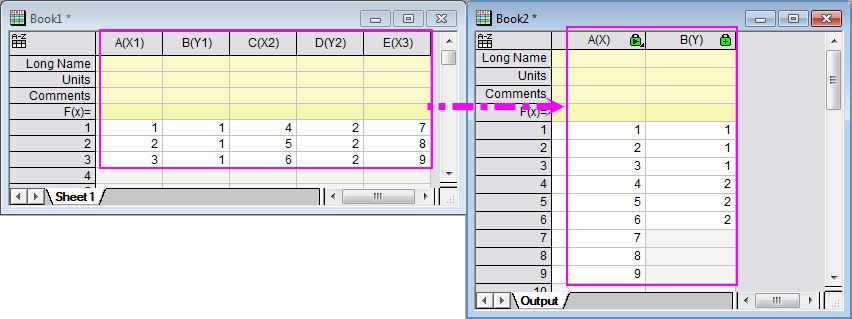 Book1 *
A(X1) B(Y1) C(X2) D(Y2) E(X3)
Long Name
Units
Comments
F(x)=
1 1 1 4 2 7
2 2 1 5 2 8
3 3 1 6 2 9
4
Sheet1
Book2 *
A(X) B(Y)
Long Name
Units
Comments
F(x)=
1 1 1
2 2 1
3 3 1
4 4 2
5 5 2
6 6 2
7 7
8 8
9 9
10
Output